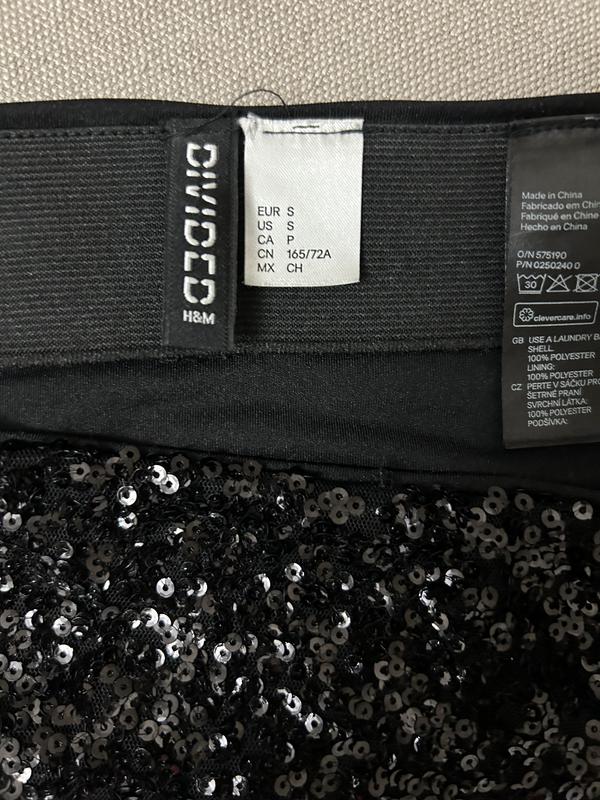 DIVIDED
H&M
EUR S
US S
CA P
CN 165/72A
MX CH
Made in China
Fabricado em Chin
Fabriqué en Chine
Hecho en China
O/N 575190
P/N 0250240 0
30
clevercare.info
GB USE A LAUNDRY B
SHELL
100% POLYESTER
LINING:
100% POLYESTER
CZ PERTE V SÁČKU PRO
ŠETRNÉ PRANÍ
SVRCHNÍ LÁTKA:
100% POLYESTER
PODŠÍVKA: